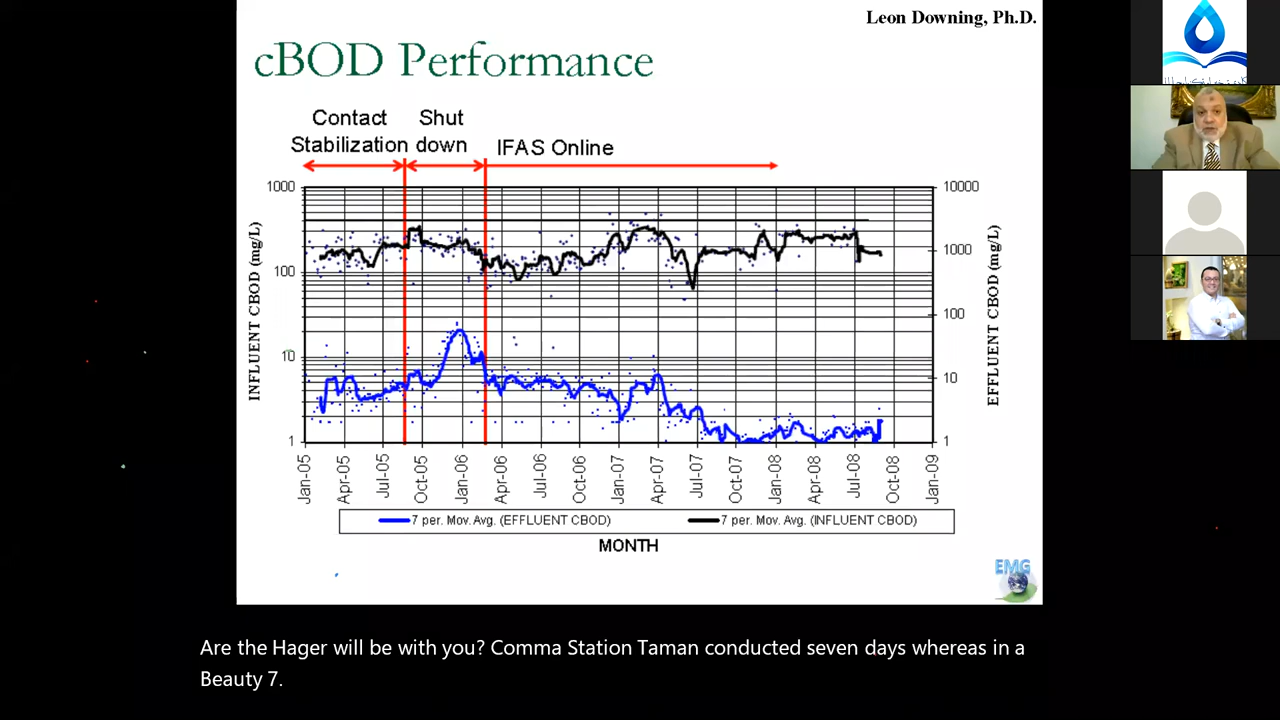 Leon Downing, Ph.D.
cBOD Performance
Contact
Stabilization
Shut
down
IFAS Online
1000
100
10
1
10000
1000
100
10
1
INFLUENT CBOD (mg/L)
EFFLUENT CBOD (mg/L)
Jan-05
Apr-05
Jul-05
Oct-05
Jan-06
Apr-06
Jul-06
Oct-06
Jan-07
Apr-07
Jul-07
Oct-07
Jan-08
Apr-08
Jul-08
Oct-08
Jan-09
7 per. Mov. Avg. (EFFLUENT CBOD)
7 per. Mov. Avg. (INFLUENT CBOD)
MONTH
EMG
Are the Hager will be with you? Comma Station Taman conducted seven days whereas in a
Beauty 7.